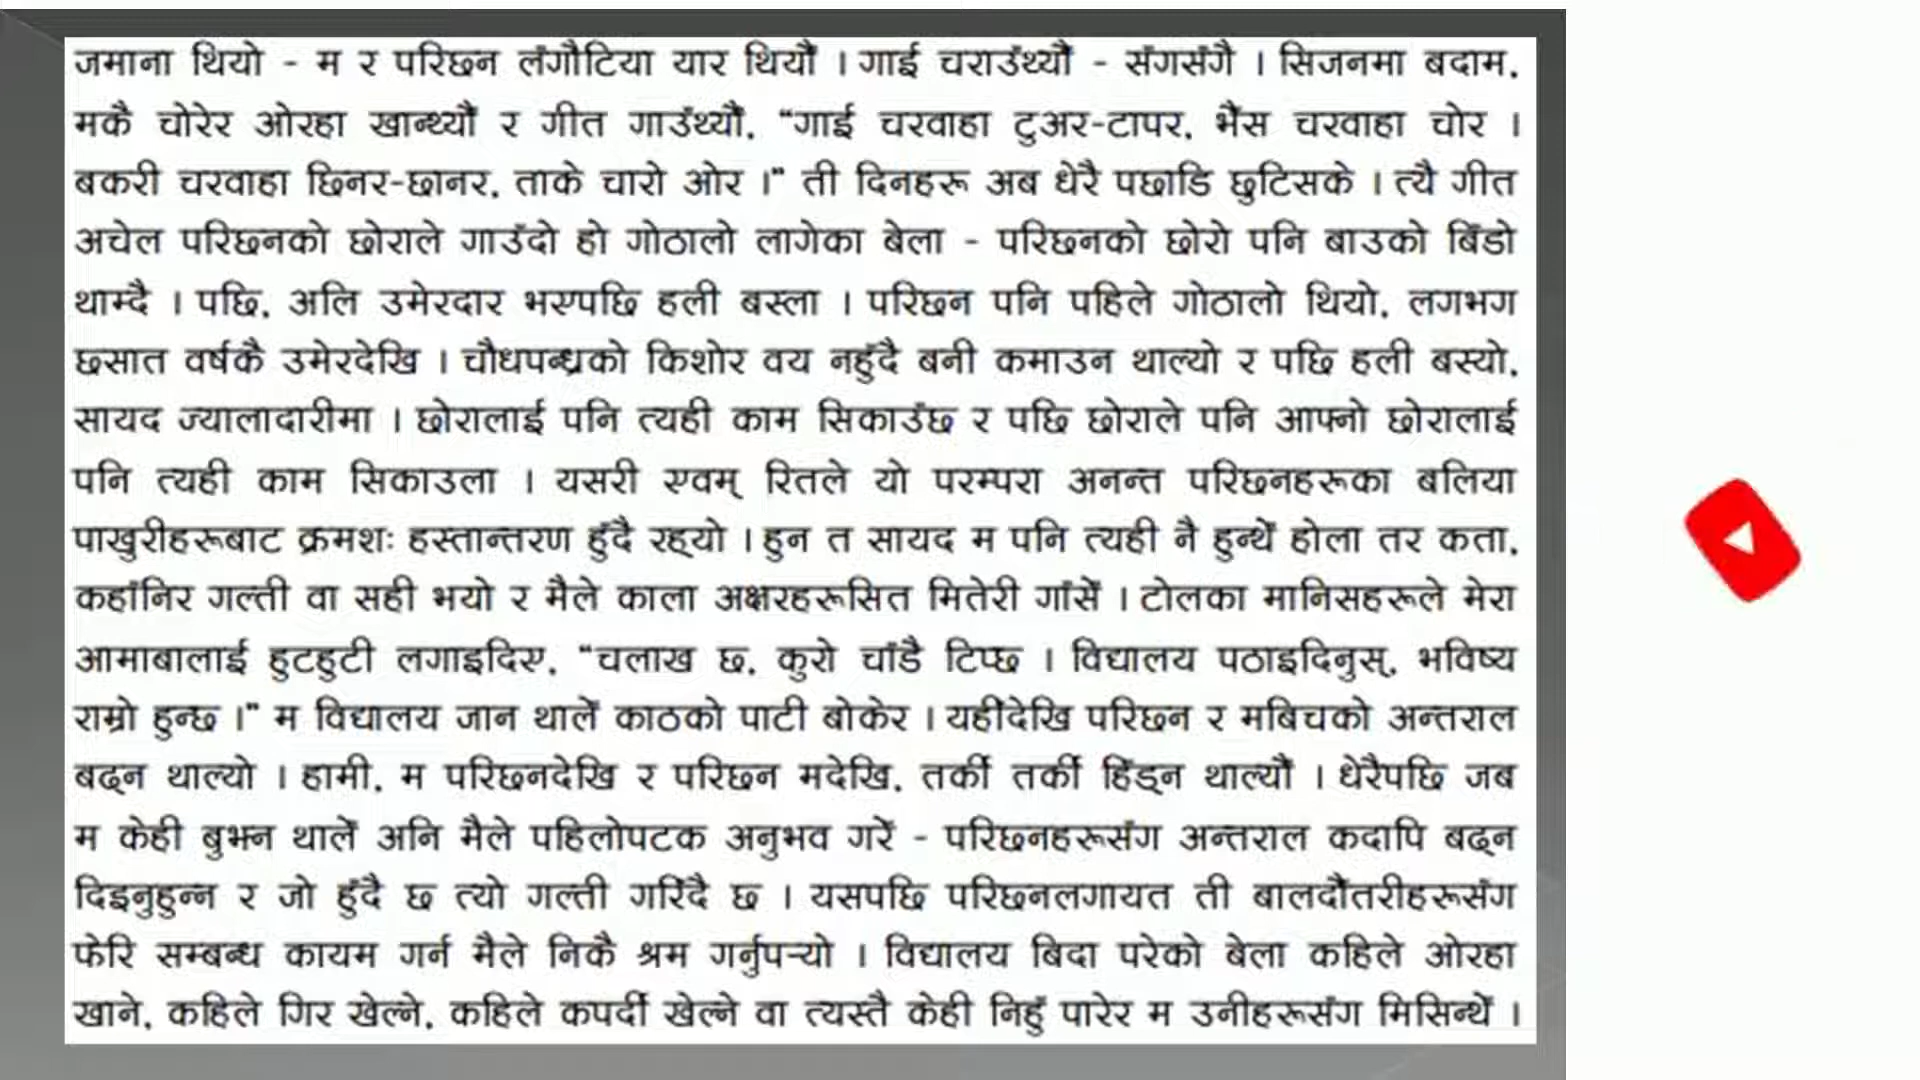 जमाना थियो - म र परिछन लँगौटिया यार थियौँ । गाई चराउँथ्यौँ - सँगसँगै । सिजनमा बदाम,
मकै चोरेर ओरहा खान्थ्यौँ र गीत गाउँथ्यौँ, “गाई चरवाहा टुअर-टापर, भैँस चरवाहा चोर ।
बकरी चरवाहा छिनर-छानर, ताके चारो ओर ।” ती दिनहरू अब धेरै पछाडि छुटिसके । त्यै गीत
अचेल परिछनको छोराले गाउँदो हो गोठालो लागेका बेला - परिछनको छोरो पनि बाउको बिँडो
थाम्दै । पछि, अलि उमेरदार भएपछि हली बस्ला । परिछन पनि पहिले गोठालो थियो, लगभग
छसात वर्षकै उमेरदेखि । चौधपन्ध्रको किशोर वय नहुँदै बनी कमाउन थाल्यो र पछि हली बस्यो,
सायद ज्यालादारीमा । छोरालाई पनि त्यही काम सिकाउँछ र पछि छोराले पनि आफ्नो छोरालाई
पनि त्यही काम सिकाउला । यसरी एवम् रितले यो परम्परा अनन्त परिछनहरूका बलिया
पाखुरीहरूबाट क्रमशः हस्तान्तरण हुँदै रह्यो । हुन त सायद म पनि त्यही नै हुन्थेँ होला तर कता,
कहाँनिर गल्ती वा सही भयो र मैले काला अक्षरहरूसित मितेरी गाँसेँ । टोलका मानिसहरूले मेरा
आमाबालाई हुटहुटी लगाइदिए, “चलाख छ, कुरो चाँडै टिप्छ । विद्यालय पठाइदिनुस्, भविष्य
राम्रो हुन्छ ।” म विद्यालय जान थालेँ काठको पाटी बोकेर । यहीँदेखि परिछन र मबिचको अन्तराल
बढ्न थाल्यो । हामी, म परिछनदेखि र परिछन मदेखि, तर्की तर्की हिँड्न थाल्यौँ । धेरैपछि जब
म केही बुझ्न थालेँ अनि मैले पहिलोपटक अनुभव गरेँ - परिछनहरूसँग अन्तराल कदापि बढ्न
दिइनुहुन्न र जो हुँदै छ त्यो गल्ती गरिँदै छ । यसपछि परिछनलगायत ती बालदौँतरीहरूसँग
फेरि सम्बन्ध कायम गर्न मैले निकै श्रम गर्नुपर्‍यो । विद्यालय बिदा परेको बेला कहिले ओरहा
खाने, कहिले गिर खेल्ने, कहिले कपर्दी खेल्ने वा त्यस्तै केही निहुँ पारेर म उनीहरूसँग मिसिन्थेँ ।